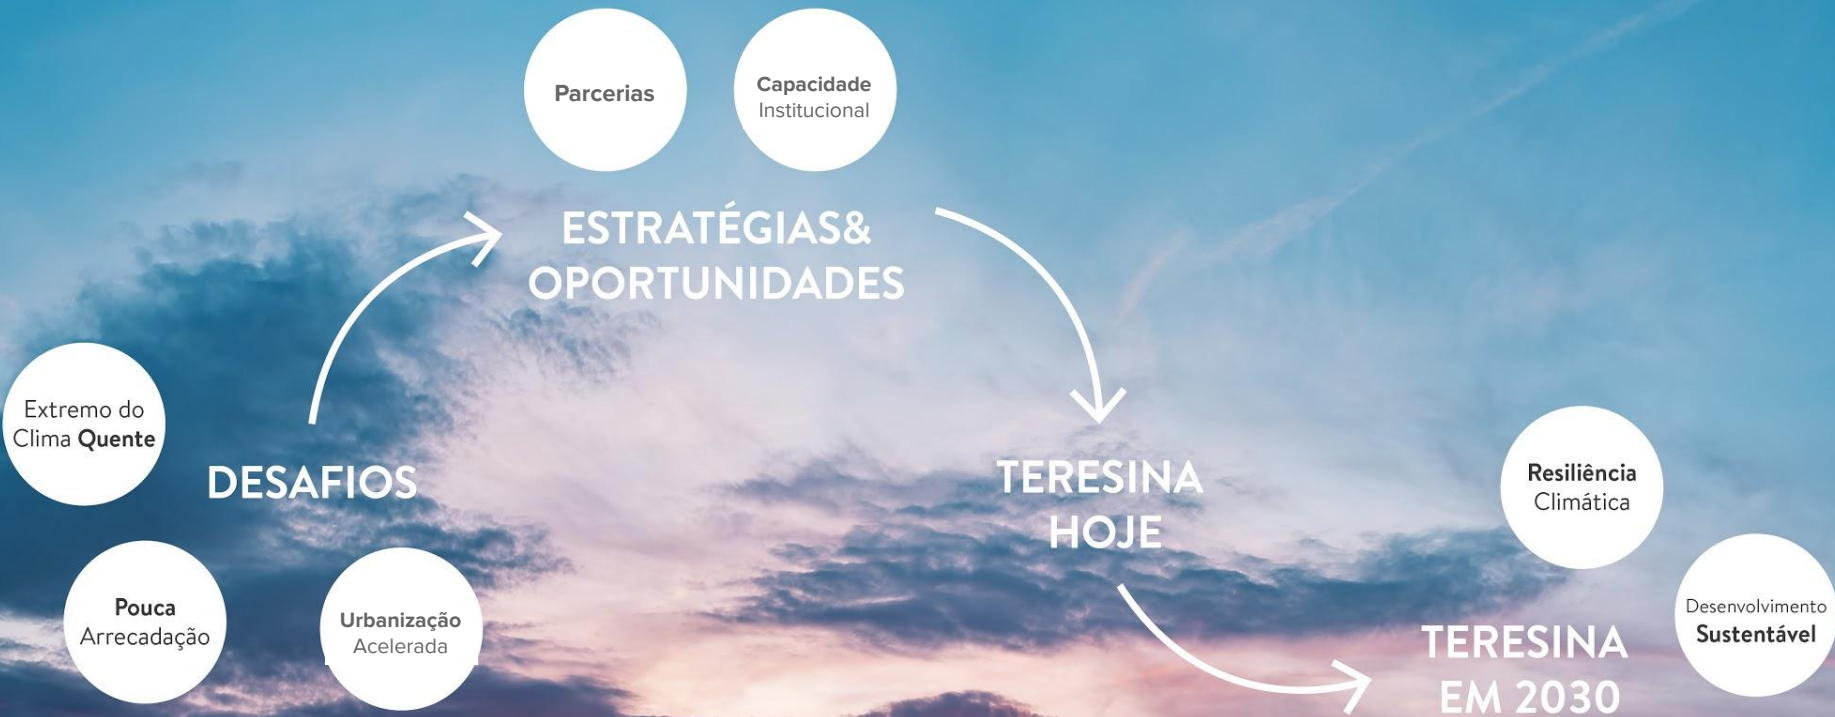 Parcerias
Capacidade
Institucional
ESTRATÉGIAS&
OPORTUNIDADES
Extremo do
Clima Quente
DESAFIOS
Pouca
Arrecadação
Urbanização
Acelerada
TERESINA
HOJE
Resiliência
Climática
Desenvolvimento
Sustentável
TERESINA
EM 2030